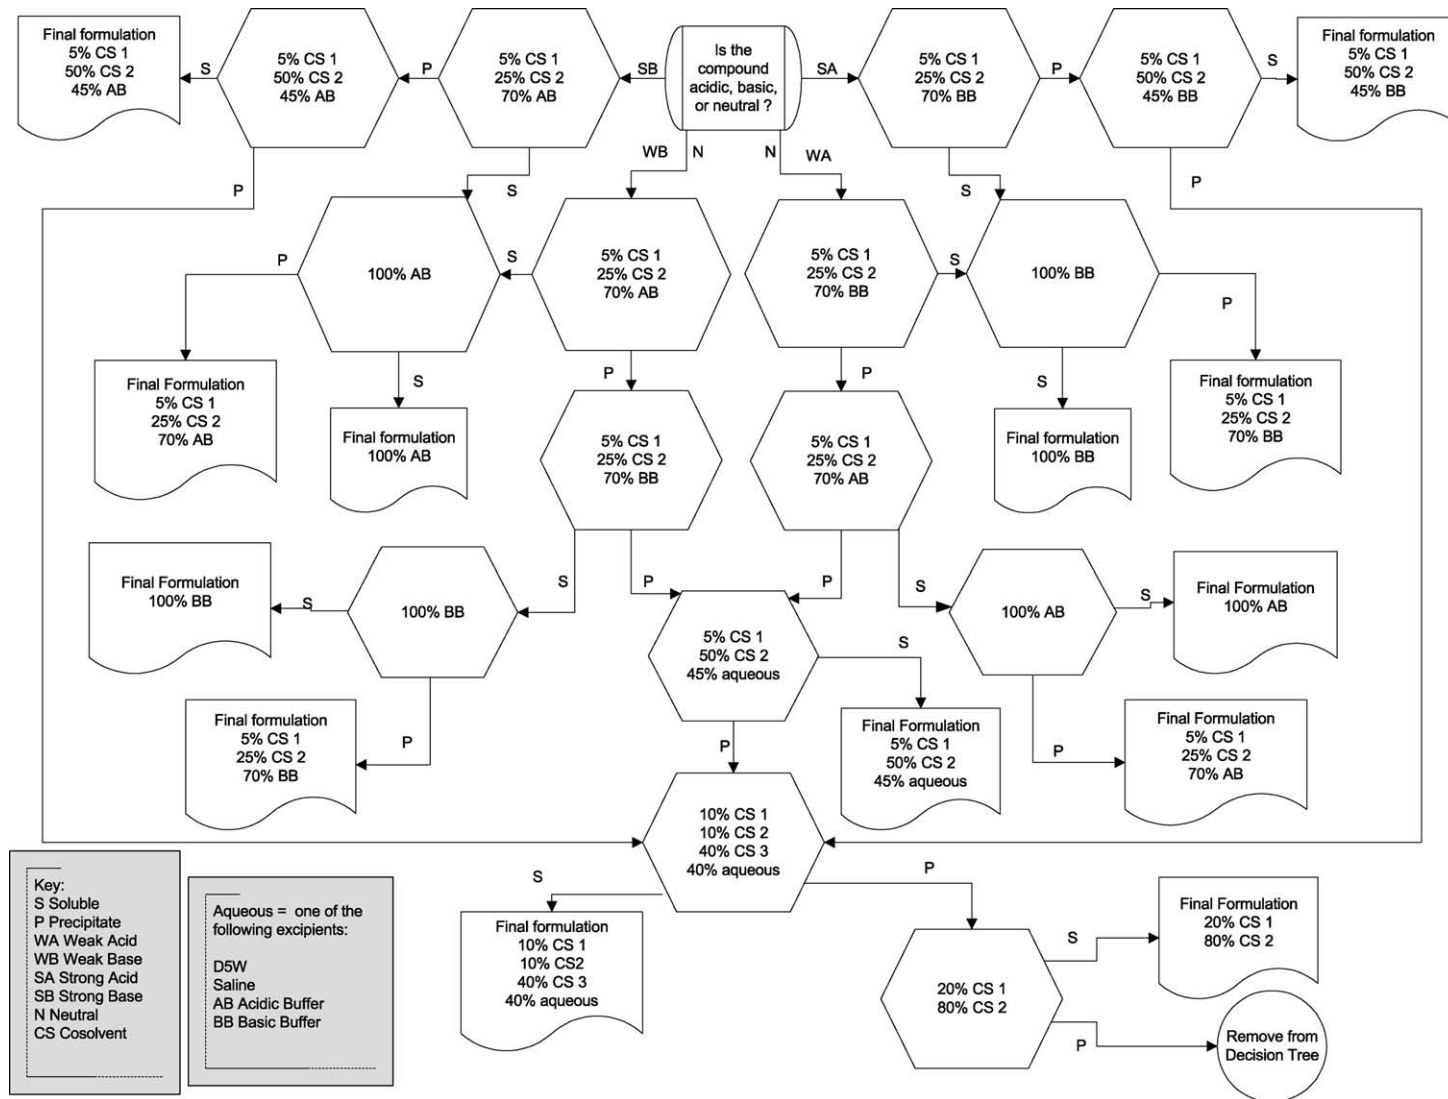 Final formulation
5% CS 1
50% CS 2
45% AB
S
5% CS 1
50% CS 2
45% AB
P
5% CS 1
25% CS 2
70% AB
SB
Is the
compound
acidic, basic,
or neutral ?
SA
5% CS 1
25% CS 2
70% BB
P
5% CS 1
50% CS 2
45% BB
S
Final formulation
5% CS 1
50% CS 2
45% BB
P
S
WB
N
N
WA
S
P
P
100% AB
S
5% CS 1
25% CS 2
70% AB
5% CS 1
25% CS 2
70% BB
S
100% BB
P
Final Formulation
5% CS 1
25% CS 2
70% AB
S
Final formulation
100% AB
P
P
S
Final formulation
100% BB
Final formulation
5% CS 1
25% CS 2
70% BB
5% CS 1
25% CS 2
70% BB
5% CS 1
25% CS 2
70% AB
Final Formulation
100% BB
S
100% BB
S
P
P
S
100% AB
S
Final Formulation
100% AB
5% CS 1
50% CS 2
45% aqueous
S
Final formulation
5% CS 1
25% CS 2
70% BB
P
P
Final Formulation
5% CS 1
50% CS 2
45% aqueous
P
Final Formulation
5% CS 1
25% CS 2
70% AB
10% CS 1
10% CS 2
40% CS 3
40% aqueous
S
P
Final formulation
10% CS 1
10% CS2
40% CS 3
40% aqueous
20% CS 1
80% CS 2
S
Final Formulation
20% CS 1
80% CS 2
P
Remove from
Decision Tree
Key:
S Soluble
P Precipitate
WA Weak Acid
WB Weak Base
SA Strong Acid
SB Strong Base
N Neutral
CS Cosolvent
Aqueous = one of the
following excipients:
D5W
Saline
AB Acidic Buffer
BB Basic Buffer